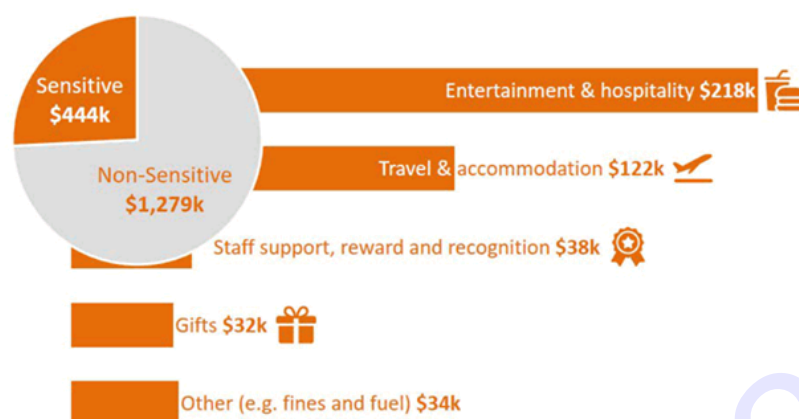 Sensitive
$444k
Non-Sensitive
$1,279k
Entertainment & hospitality $218k
Travel & accommodation $122k
Staff support, reward and recognition $38k
Gifts $32k
Other (e.g. fines and fuel) $34k